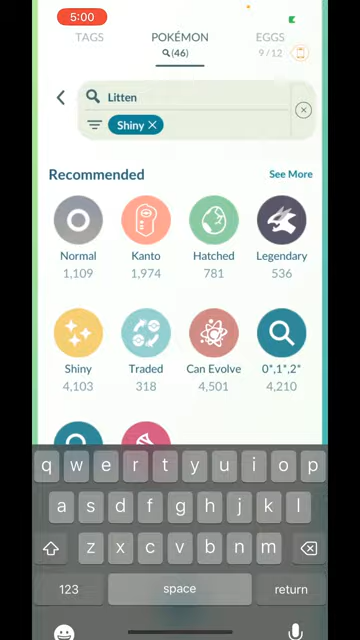 5:00
TAGS POKÉMON EGGS
(46) 9/12
Litten
Shiny
Recommended See More
Normal Kanto Hatched Legendary
1,109 1,974 781 536
Shiny Traded Can Evolve 0*,1*,2*
4,103 318 4,501 4,210
q w e r t y u i o p
a s d f g h j k l
z x c v b n m
123 space return